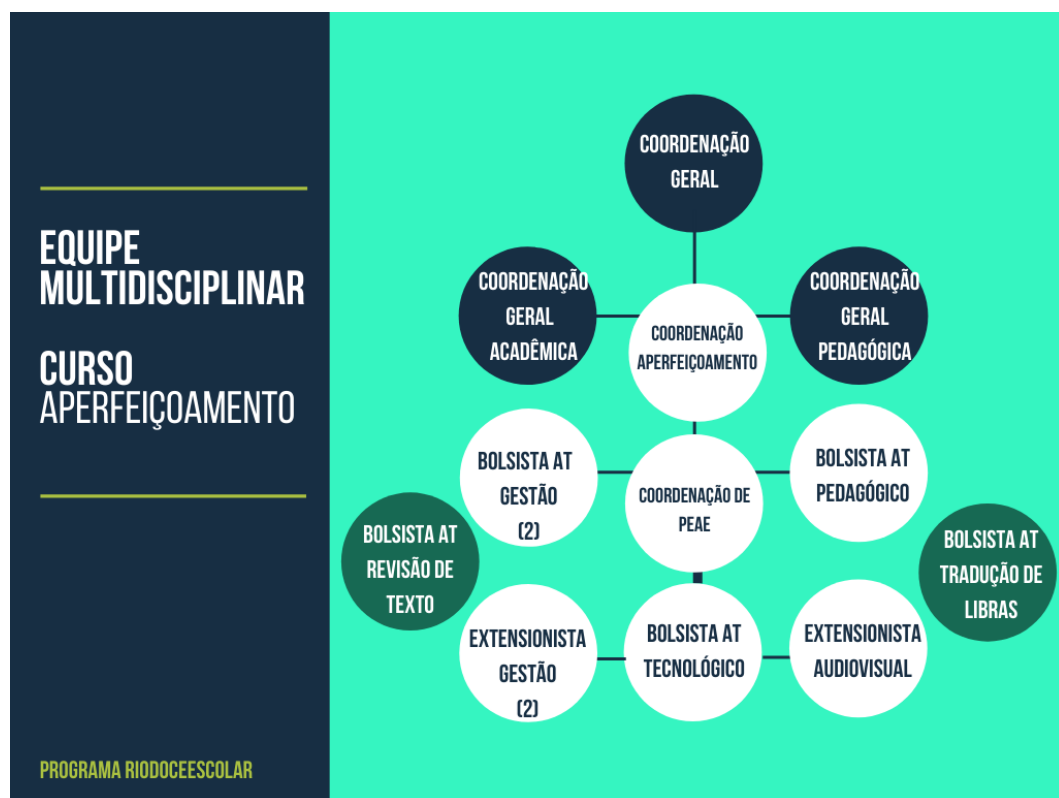 EQUIPE
MULTIDISCIPLINAR
CURSO
APERFEIÇOAMENTO
PROGRAMA RIODOCEESCOLAR
COORDENAÇÃO
GERAL
COORDENAÇÃO
GERAL
ACADÊMICA
COORDENAÇÃO
APERFEIÇOAMENTO
COORDENAÇÃO
GERAL
PEDAGÓGICA
BOLSISTA AT
GESTÃO
(2)
COORDENAÇÃO DE
PEAE
BOLSISTA AT
PEDAGÓGICO
BOLSISTA AT
REVISÃO DE
TEXTO
BOLSISTA AT
TRADUÇÃO DE
LIBRAS
EXTENSIONISTA
GESTÃO
(2)
BOLSISTA AT
TECNOLÓGICO
EXTENSIONISTA
AUDIOVISUAL